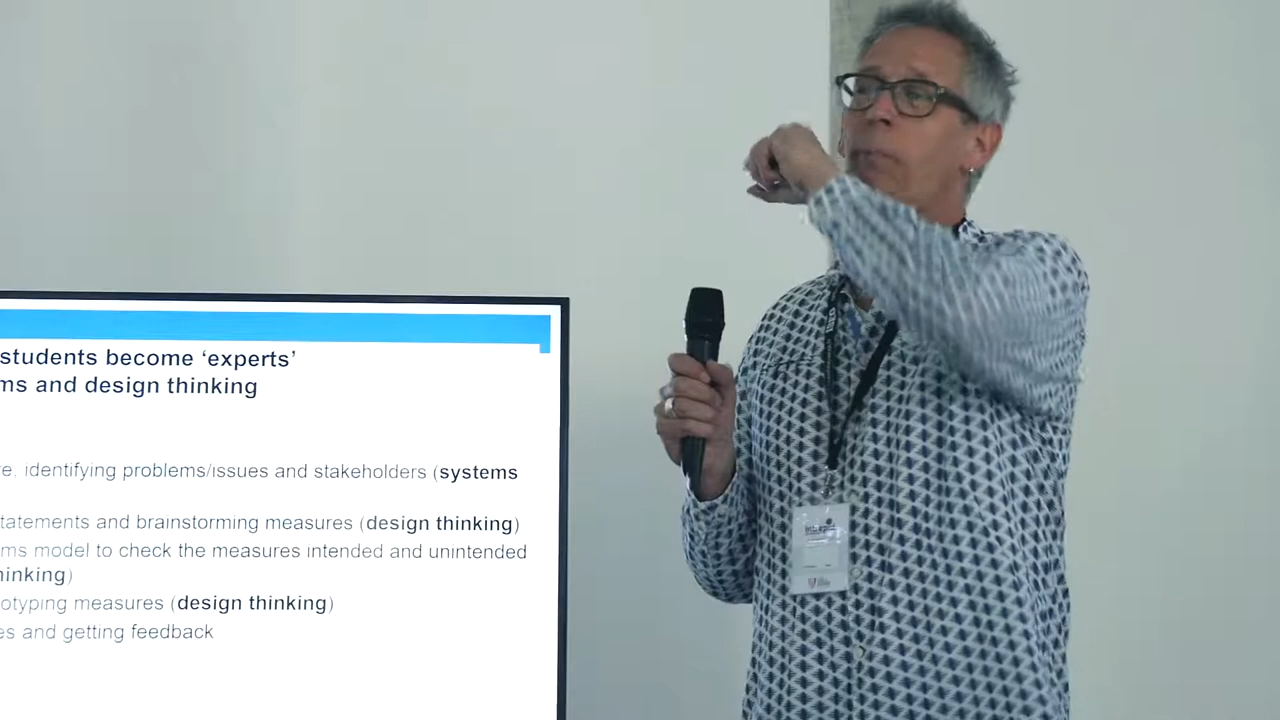 students become ‘experts’
ms and design thinking
e, identifying problems/issues and stakeholders (systems
tatements and brainstorming measures (design thinking)
ms model to check the measures intended and unintended
hinking)
otyping measures (design thinking)
es and getting feedback